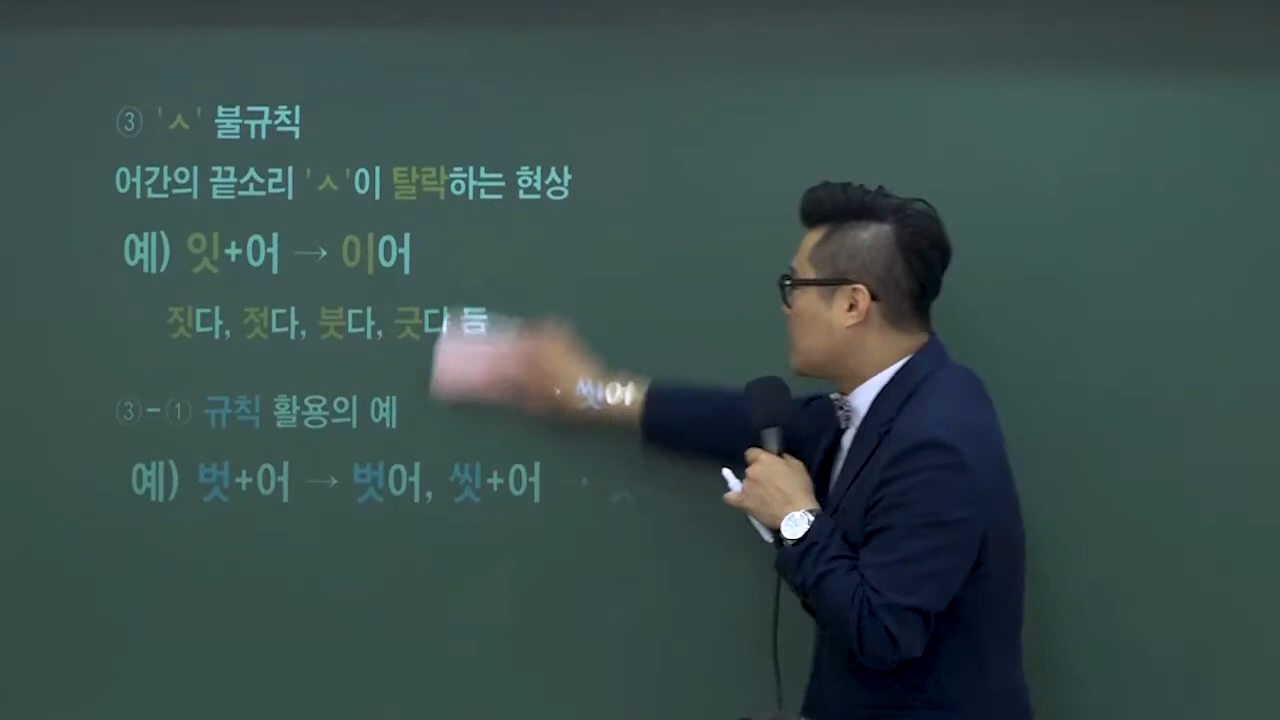 ③ 'ㅅ' 불규칙
어간의 끝소리 'ㅅ'이 탈락하는 현상
예) 잇+어 → 이어
짓다, 젓다, 붓다, 긋다 등
③-① 규칙 활용의 예
예) 벗+어 → 벗어, 씻+어 → 씻어